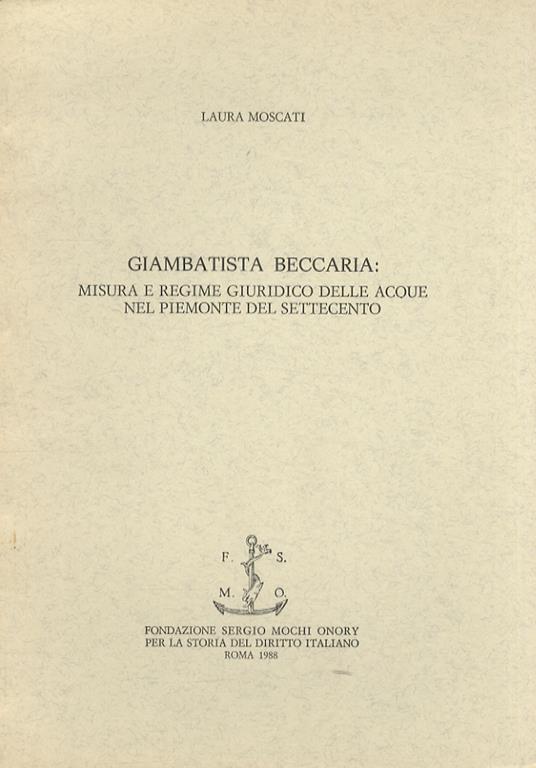 LAURA MOSCATI
GIAMBATISTA BECCARIA:
MISURA E REGIME GIURIDICO DELLE ACQUE
NEL PIEMONTE DEL SETTECENTO
F. S.
M. O.
FONDAZIONE SERGIO MOCHI ONORY
PER LA STORIA DEL DIRITTO ITALIANO
ROMA 1988